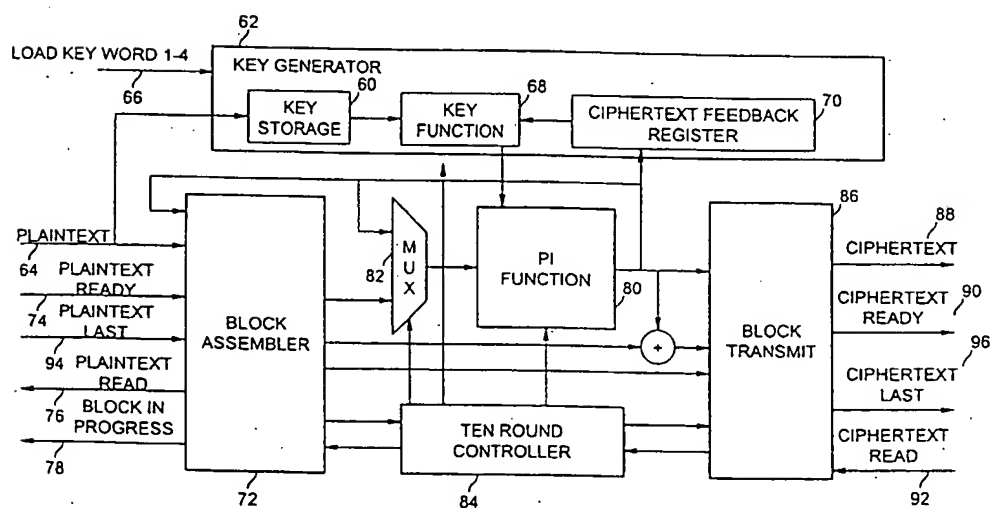 62
LOAD KEY WORD 1-4
66
KEY GENERATOR
60
KEY
STORAGE
68
KEY
FUNCTION
70
CIPHERTEXT FEEDBACK
REGISTER
PLAINTEXT
64
PLAINTEXT
READY
74
PLAINTEXT
LAST
94
PLAINTEXT
READ
76
BLOCK IN
PROGRESS
78
BLOCK
ASSEMBLER
72
82
MUX
PI
FUNCTION
80
+
TEN ROUND
CONTROLLER
84
86
BLOCK
TRANSMIT
88
CIPHERTEXT
90
CIPHERTEXT
READY
96
CIPHERTEXT
LAST
CIPHERTEXT
READ
92